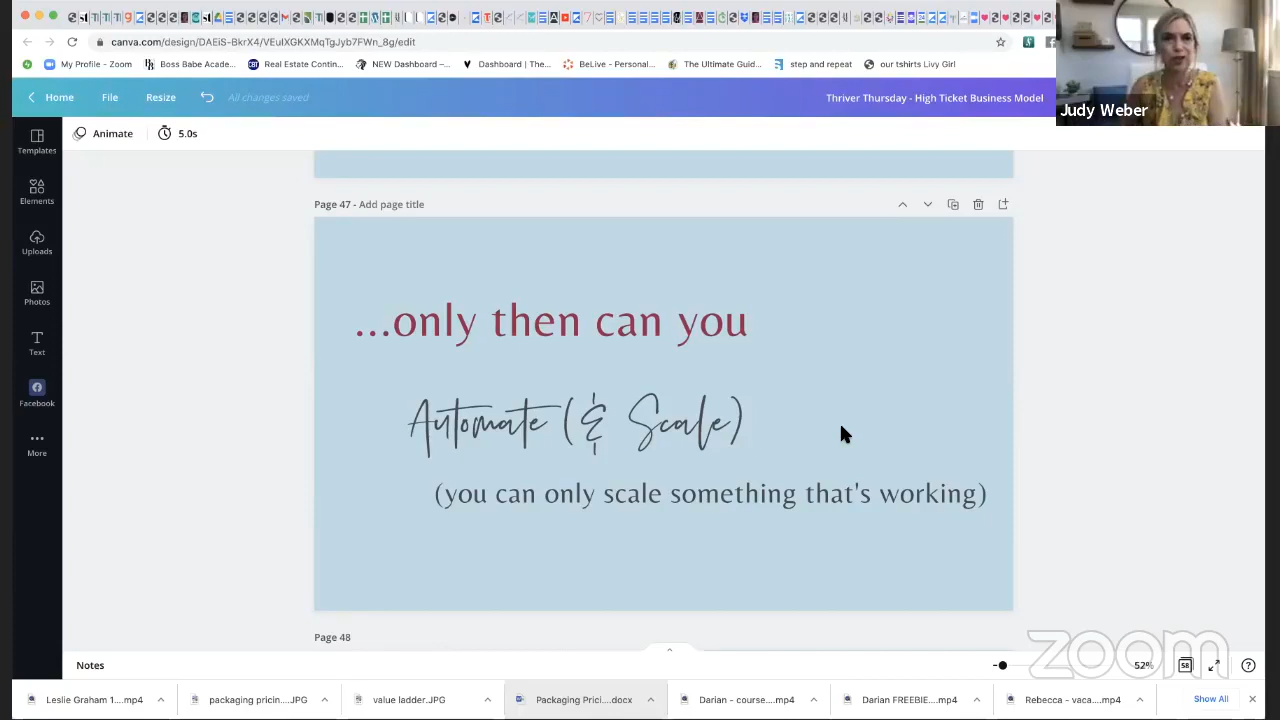 canva.com/design/DAEiS-BkrX4/VEulXGKXMqTgJyb7FWn_8g/edit
My Profile - Zoom
Boss Babe Acade...
Real Estate Contin...
NEW Dashboard –...
Dashboard | The...
BeLive - Personal...
The Ultimate Guid...
step and repeat
our tshirts Livy Girl
Judy Weber
Home File Resize All changes saved
Thriver Thursday - High Ticket Business Model
Animate 5.0s
Templates
Elements
Uploads
Photos
Text
Facebook
More
Page 47 - Add page title
...only then can you
Automate (& Scale)
(you can only scale something that's working)
Page 48
zoom
Notes
52%
58
Leslie Graham 1....mp4
packaging pricin....JPG
value ladder.JPG
Packaging Prici....docx
Darian - course....mp4
Darian FREEBIE....mp4
Rebecca - vaca....mp4
Show All